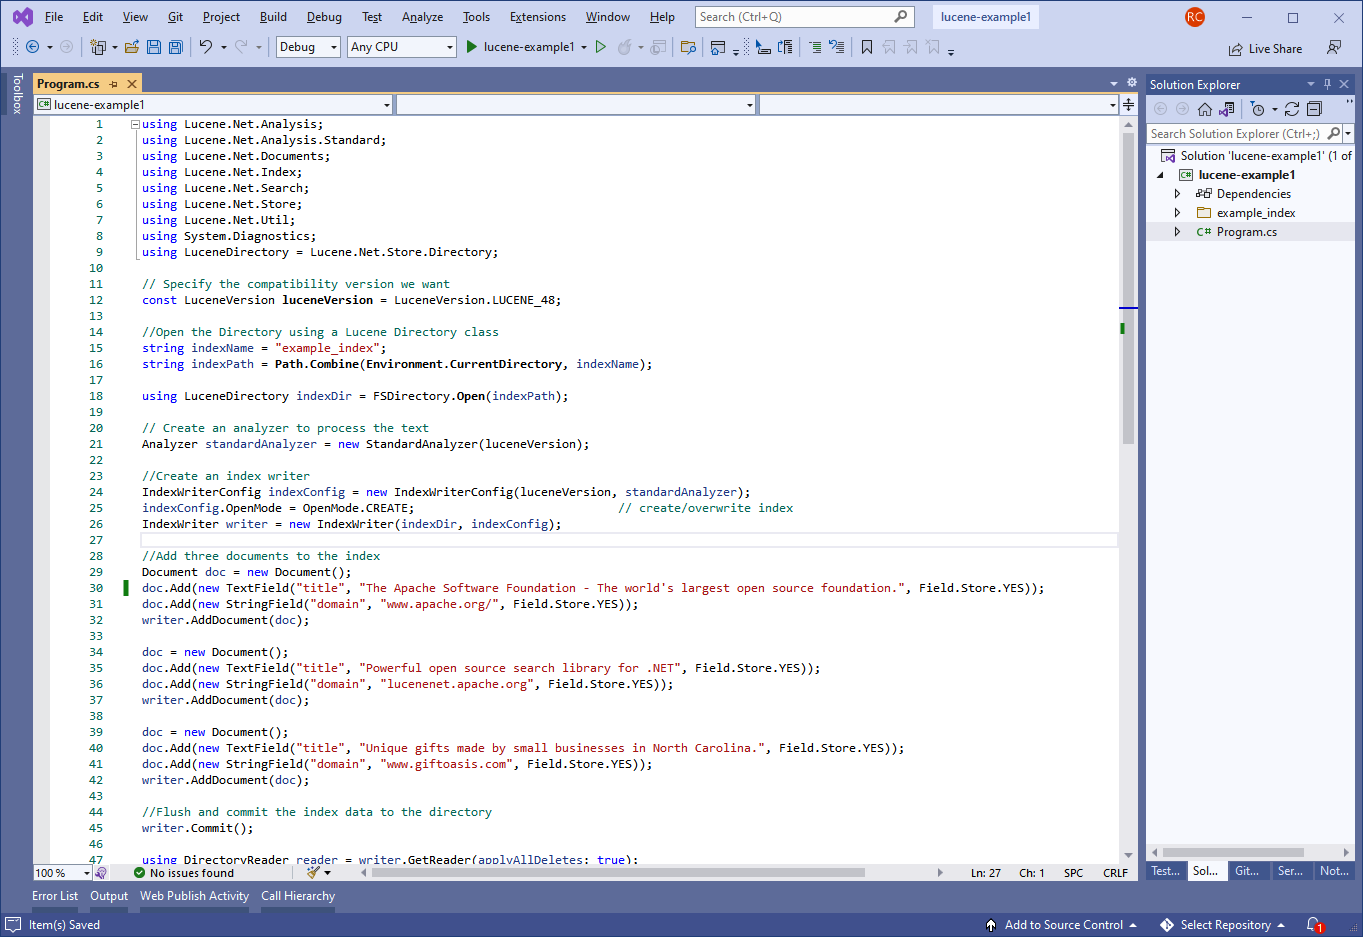 File Edit View Git Project Build Debug Test Analyze Tools Extensions Window Help Search (Ctrl+Q) lucene-example1 RC
Debug Any CPU lucene-example1 Live Share
Toolbox
Program.cs
Solution Explorer
C# lucene-example1
Search Solution Explorer (Ctrl+;)
Solution 'lucene-example1' (1 of
C# lucene-example1
Dependencies
example_index
C# Program.cs
1 using Lucene.Net.Analysis;
2 using Lucene.Net.Analysis.Standard;
3 using Lucene.Net.Documents;
4 using Lucene.Net.Index;
5 using Lucene.Net.Search;
6 using Lucene.Net.Store;
7 using Lucene.Net.Util;
8 using System.Diagnostics;
9 using LuceneDirectory = Lucene.Net.Store.Directory;
10
11 // Specify the compatibility version we want
12 const LuceneVersion luceneVersion = LuceneVersion.LUCENE_48;
13
14 //Open the Directory using a Lucene Directory class
15 string indexName = "example_index";
16 string indexPath = Path.Combine(Environment.CurrentDirectory, indexName);
17
18 using LuceneDirectory indexDir = FSDirectory.Open(indexPath);
19
20 // Create an analyzer to process the text
21 Analyzer standardAnalyzer = new StandardAnalyzer(luceneVersion);
22
23 //Create an index writer
24 IndexWriterConfig indexConfig = new IndexWriterConfig(luceneVersion, standardAnalyzer);
25 indexConfig.OpenMode = OpenMode.CREATE; // create/overwrite index
26 IndexWriter writer = new IndexWriter(indexDir, indexConfig);
27
28 //Add three documents to the index
29 Document doc = new Document();
30 doc.Add(new TextField("title", "The Apache Software Foundation - The world's largest open source foundation.", Field.Store.YES));
31 doc.Add(new StringField("domain", "www.apache.org/", Field.Store.YES));
32 writer.AddDocument(doc);
33
34 doc = new Document();
35 doc.Add(new TextField("title", "Powerful open source search library for .NET", Field.Store.YES));
36 doc.Add(new StringField("domain", "lucenenet.apache.org", Field.Store.YES));
37 writer.AddDocument(doc);
38
39 doc = new Document();
40 doc.Add(new TextField("title", "Unique gifts made by small businesses in North Carolina.", Field.Store.YES));
41 doc.Add(new StringField("domain", "www.giftoasis.com", Field.Store.YES));
42 writer.AddDocument(doc);
43
44 //Flush and commit the index data to the directory
45 writer.Commit();
46
47 using DirectoryReader reader = writer.GetReader(applyAllDeletes: true);
100 % No issues found Ln: 27 Ch: 1 SPC CRLF
Test... Sol... Git... Ser... Not...
Error List Output Web Publish Activity Call Hierarchy
Item(s) Saved Add to Source Control Select Repository 1